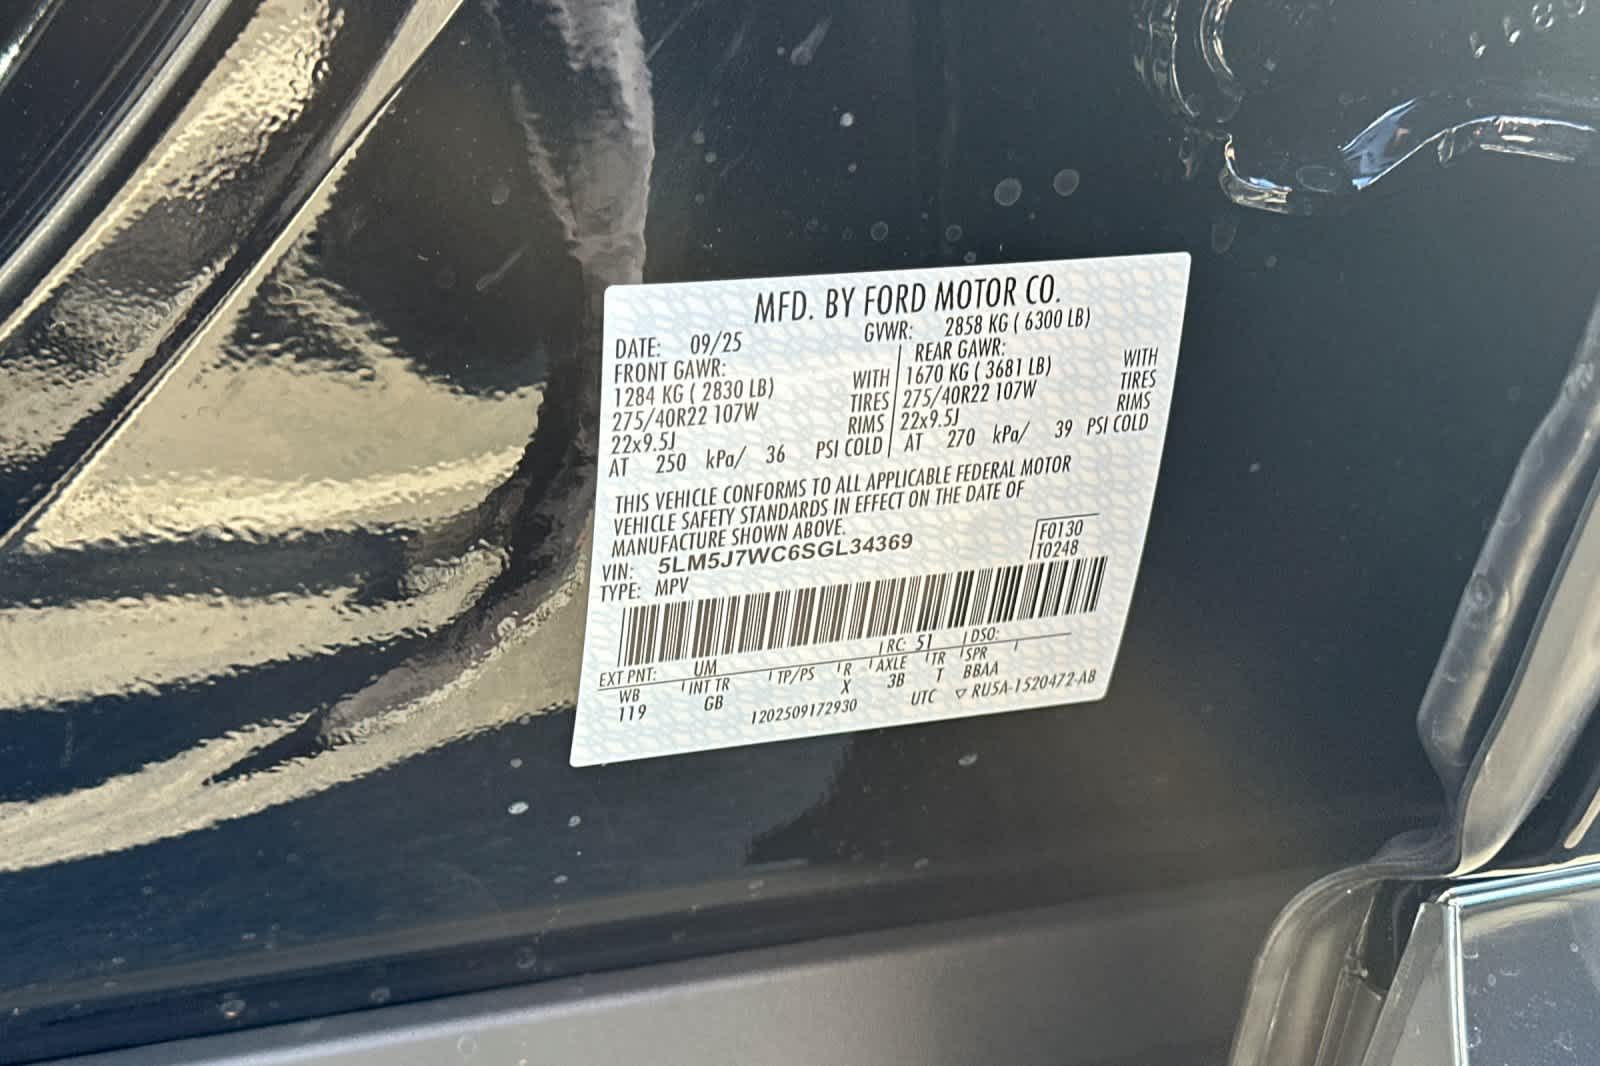 MFD. BY FORD MOTOR CO.
DATE: 09/25 GVWR: 2858 KG ( 6300 LB)
FRONT GAWR: REAR GAWR:
1284 KG ( 2830 LB) WITH 1670 KG ( 3681 LB) WITH
275/40R22 107W TIRES 275/40R22 107W TIRES
22x9.5J RIMS 22x9.5J RIMS
AT 250 kPa/ 36 PSI COLD AT 270 kPa/ 39 PSI COLD
THIS VEHICLE CONFORMS TO ALL APPLICABLE FEDERAL MOTOR
VEHICLE SAFETY STANDARDS IN EFFECT ON THE DATE OF
MANUFACTURE SHOWN ABOVE.
VIN: 5LM5J7WC6SGL34369 F0130
TYPE: MPV T0248
EXT PNT: UM RC: 51 DSO:
WB INT TR TP/PS R AXLE TR SPR
119 GB X 3B T BBAA
1202509172930 UTC ▽ RU5A-1520472-AB